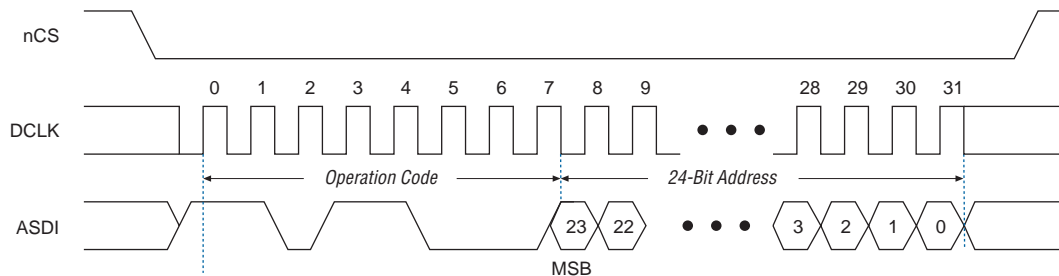 nCS
0 1 2 3 4 5 6 7 8 9 28 29 30 31
DCLK
Operation Code 24-Bit Address
ASDI 23 22 3 2 1 0
MSB